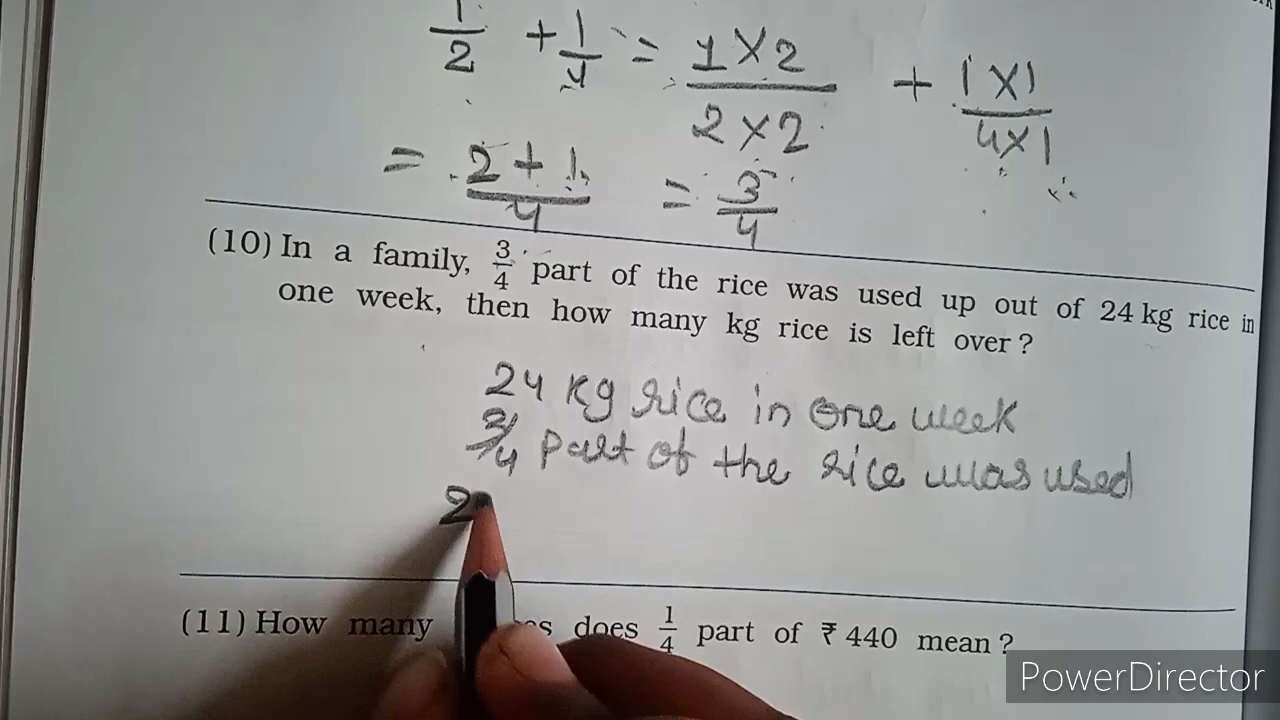 1/2 + 1/4 = 1×2/2×2 + 1×1/4×1
= 2+1/4 = 3/4
(10) In a family, 3/4 part of the rice was used up out of 24 kg rice in
one week, then how many kg rice is left over?
24 kg rice in one week
3/4 part of the rice was used
2
(11) How many does 1/4 part of ₹ 440 mean?
PowerDirector